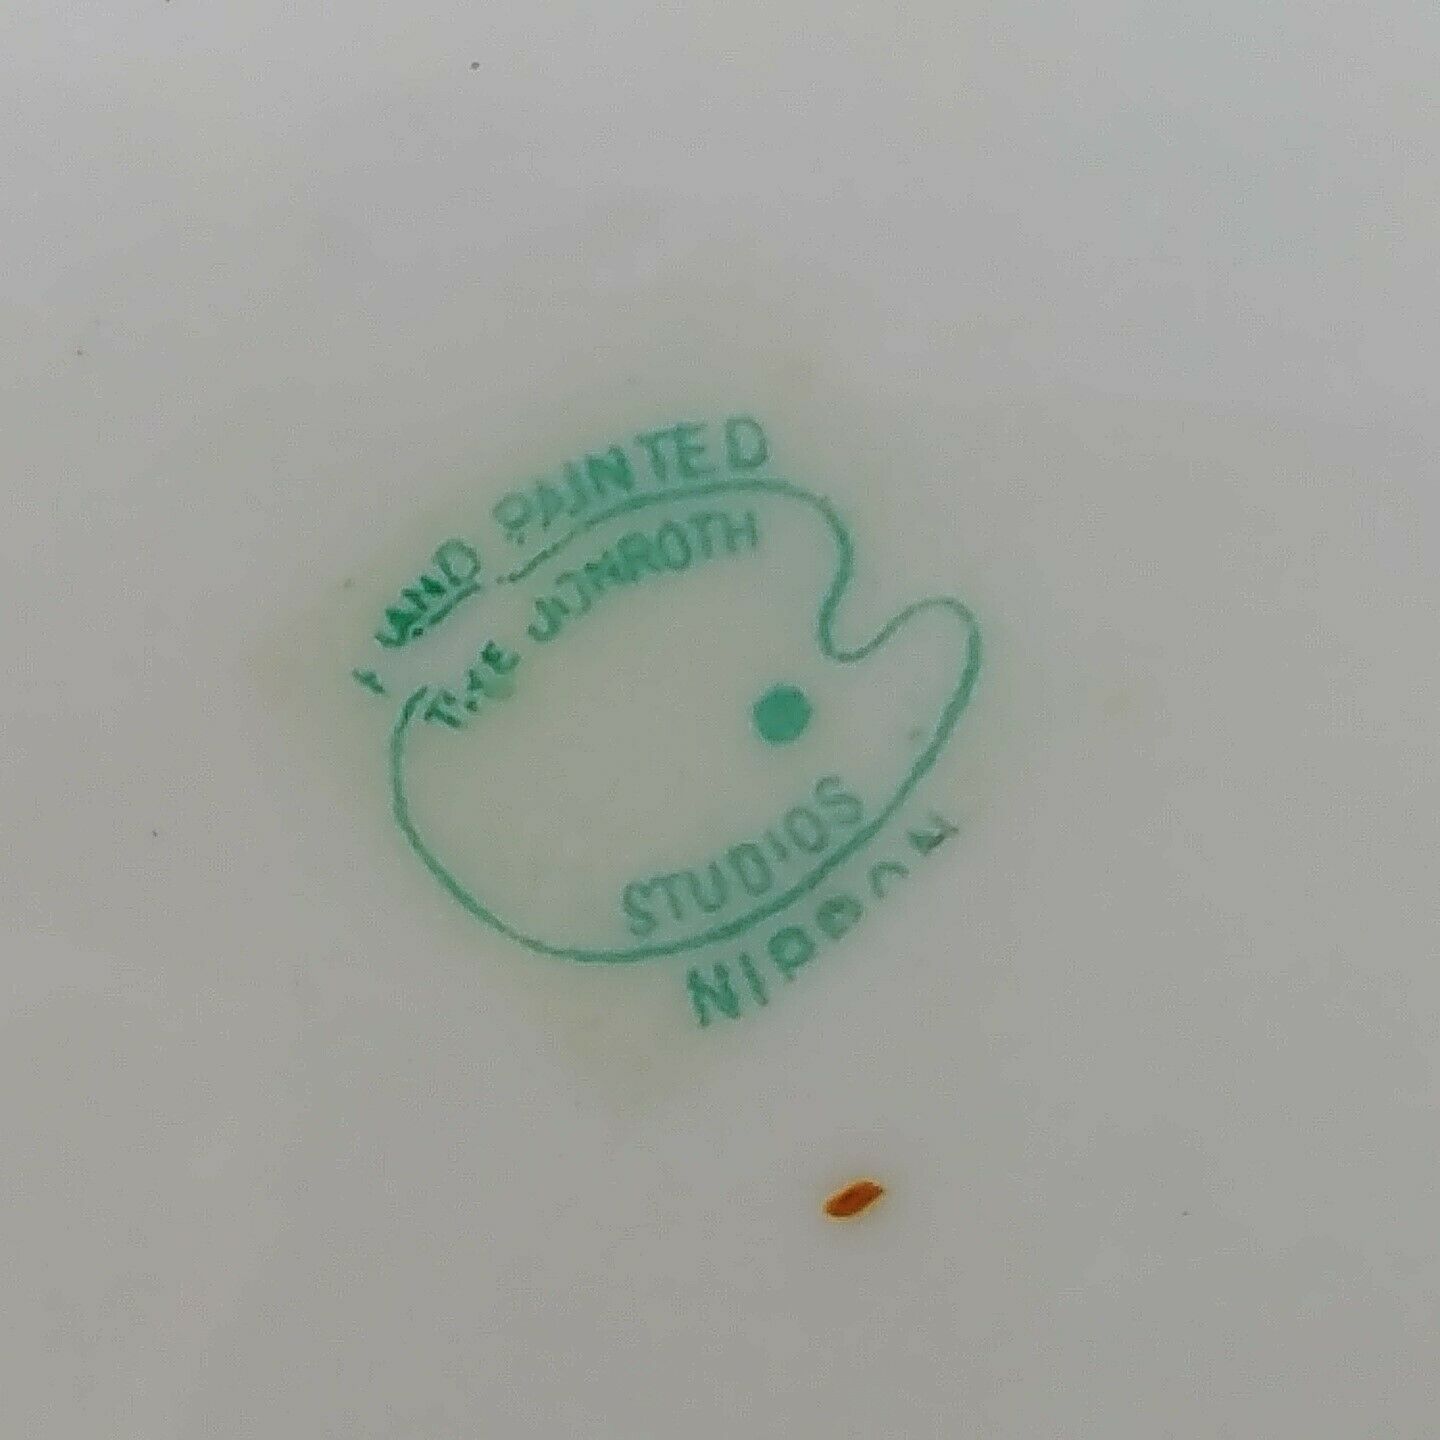 HAND PAINTED
THE JONROTH
STUDIOS
NIPPON